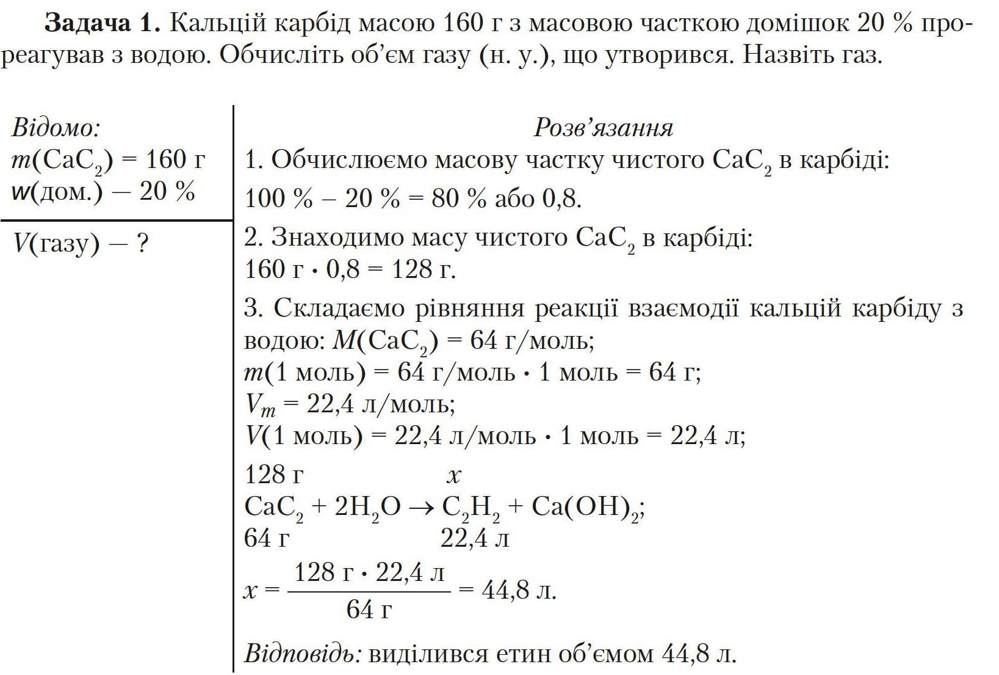 Задача 1. Кальцій карбід масою 160 г з масовою часткою домішок 20 % про-
реагував з водою. Обчисліть об’єм газу (н. у.), що утворився. Назвіть газ.
Відомо:
m(CaC₂) = 160 г
w(дом.) — 20 %
V(газу) — ?
Розв’язання
1. Обчислюємо масову частку чистого CaC₂ в карбіді:
100 % – 20 % = 80 % або 0,8.
2. Знаходимо масу чистого CaC₂ в карбіді:
160 г · 0,8 = 128 г.
3. Складаємо рівняння реакції взаємодії кальцій карбіду з
водою: M(CaC₂) = 64 г/моль;
m(1 моль) = 64 г/моль · 1 моль = 64 г;
Vₘ = 22,4 л/моль;
V(1 моль) = 22,4 л/моль · 1 моль = 22,4 л;
128 г x
CaC₂ + 2H₂O → C₂H₂ + Ca(OH)₂;
64 г 22,4 л
x = 128 г · 22,4 л / 64 г = 44,8 л.
Відповідь: виділився етин об’ємом 44,8 л.